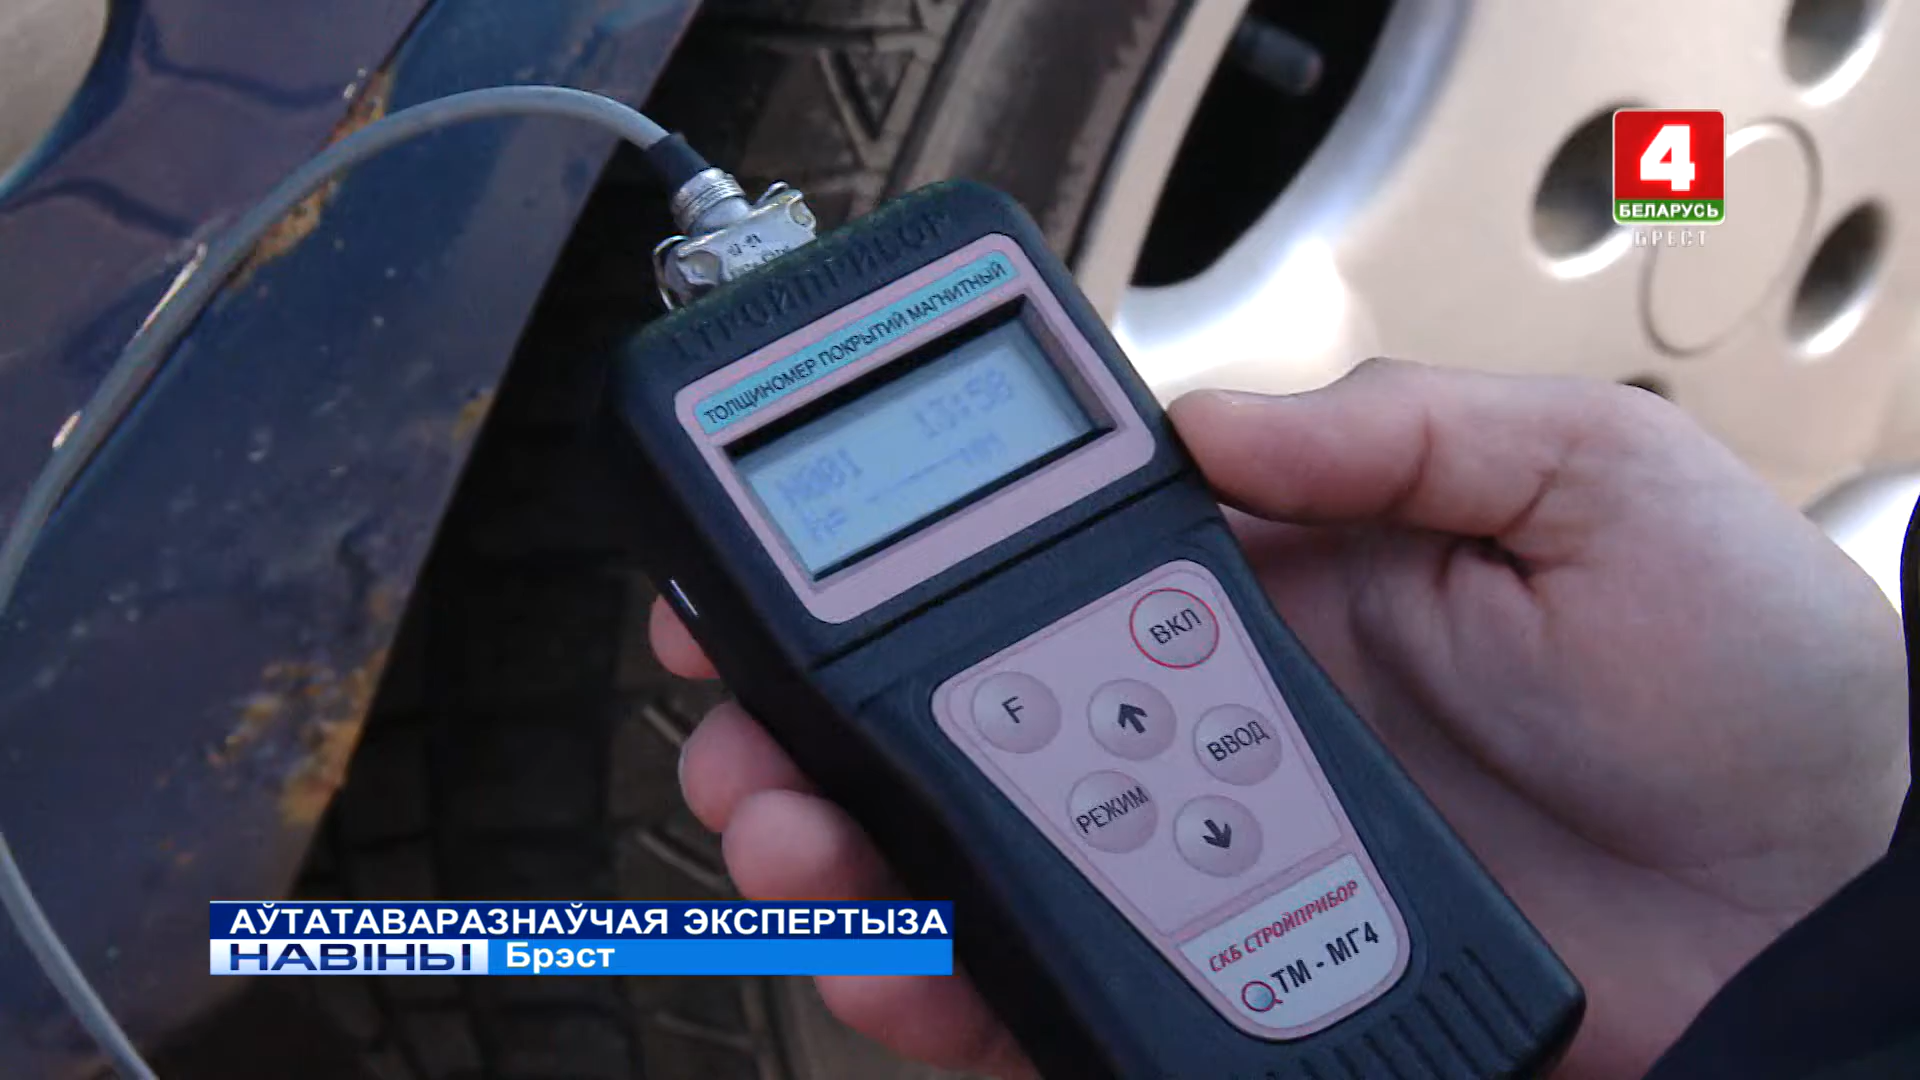 4
БЕЛАРУСЬ
БРЕСТ
СТРОЙПРИБОР
ТОЛЩИНОМЕР ПОКРЫТИЙ МАГНИТНЫЙ
13:58
N001
ВКЛ
F
ВВОД
РЕЖИМ
СКБ СТРОЙПРИБОР
ТМ - МГ4
АЎТАТАВАРАЗНАЎЧАЯ ЭКСПЕРТЫЗА
НАВІНЫ Брэст